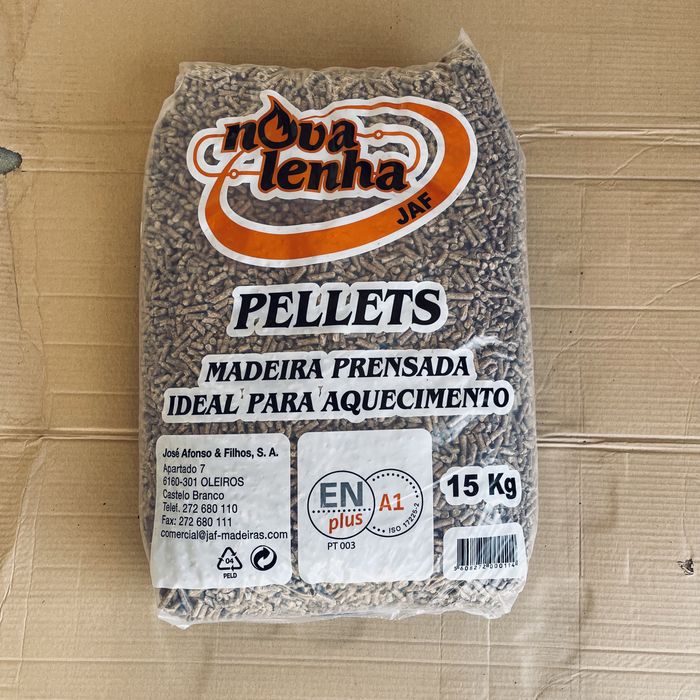 nova
lenha
JAF
PELLETS
MADEIRA PRENSADA
IDEAL PARA AQUECIMENTO
José Afonso & Filhos, S. A.
Apartado 7
6160-301 OLEIROS
Castelo Branco
Telef. 272 680 110
Fax: 272 680 111
comercial@jaf-madeiras.com
04
PELD
EN
plus
A1
ISO 17225-2
PT 003
15 Kg
5608272000114